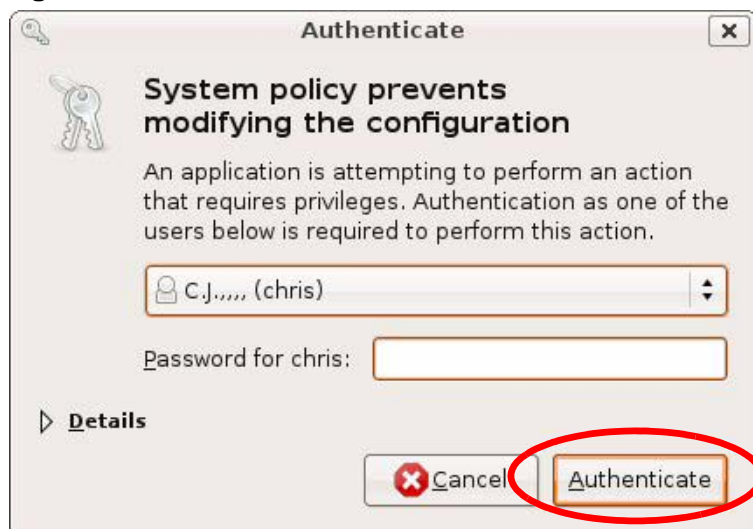 Authenticate
System policy prevents
modifying the configuration
An application is attempting to perform an action
that requires privileges. Authentication as one of the
users below is required to perform this action.
C.J.,,,,, (chris)
Password for chris:
Details
Cancel Authenticate